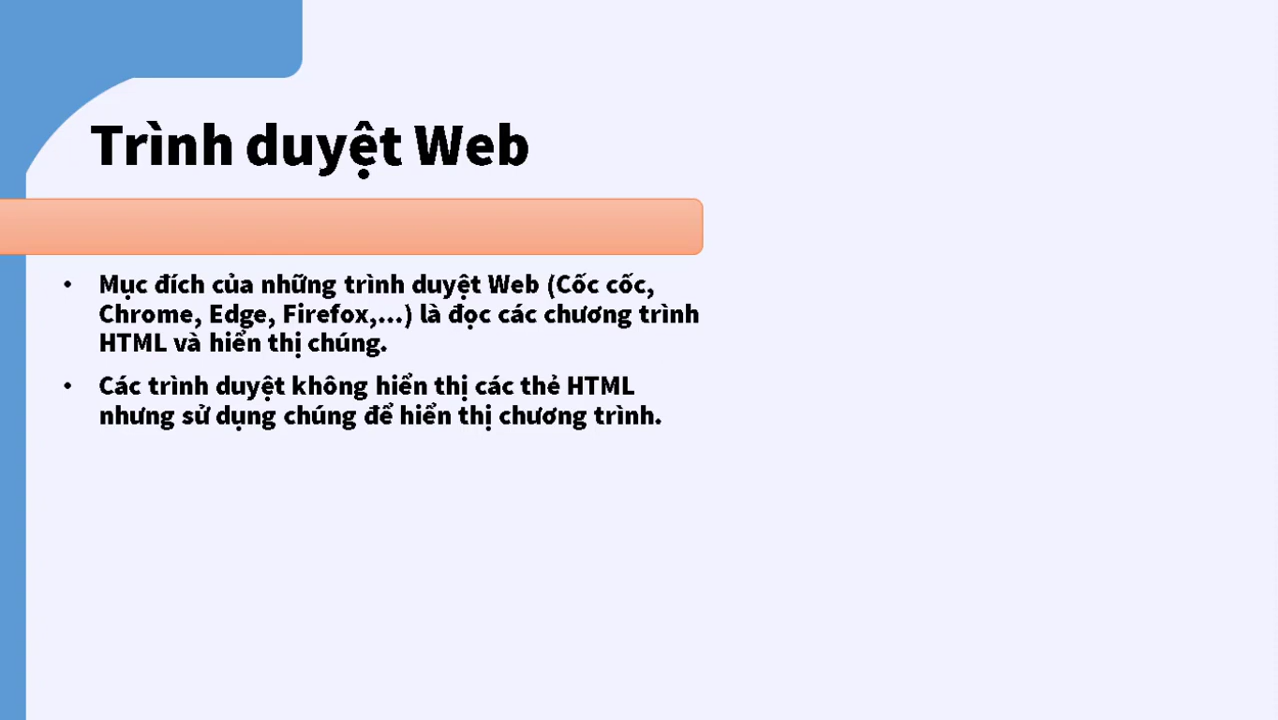 Trình duyệt Web
• Mục đích của những trình duyệt Web (Cốc cốc,
Chrome, Edge, Firefox,...) là đọc các chương trình
HTML và hiển thị chúng.
• Các trình duyệt không hiển thị các thẻ HTML
nhưng sử dụng chúng để hiển thị chương trình.